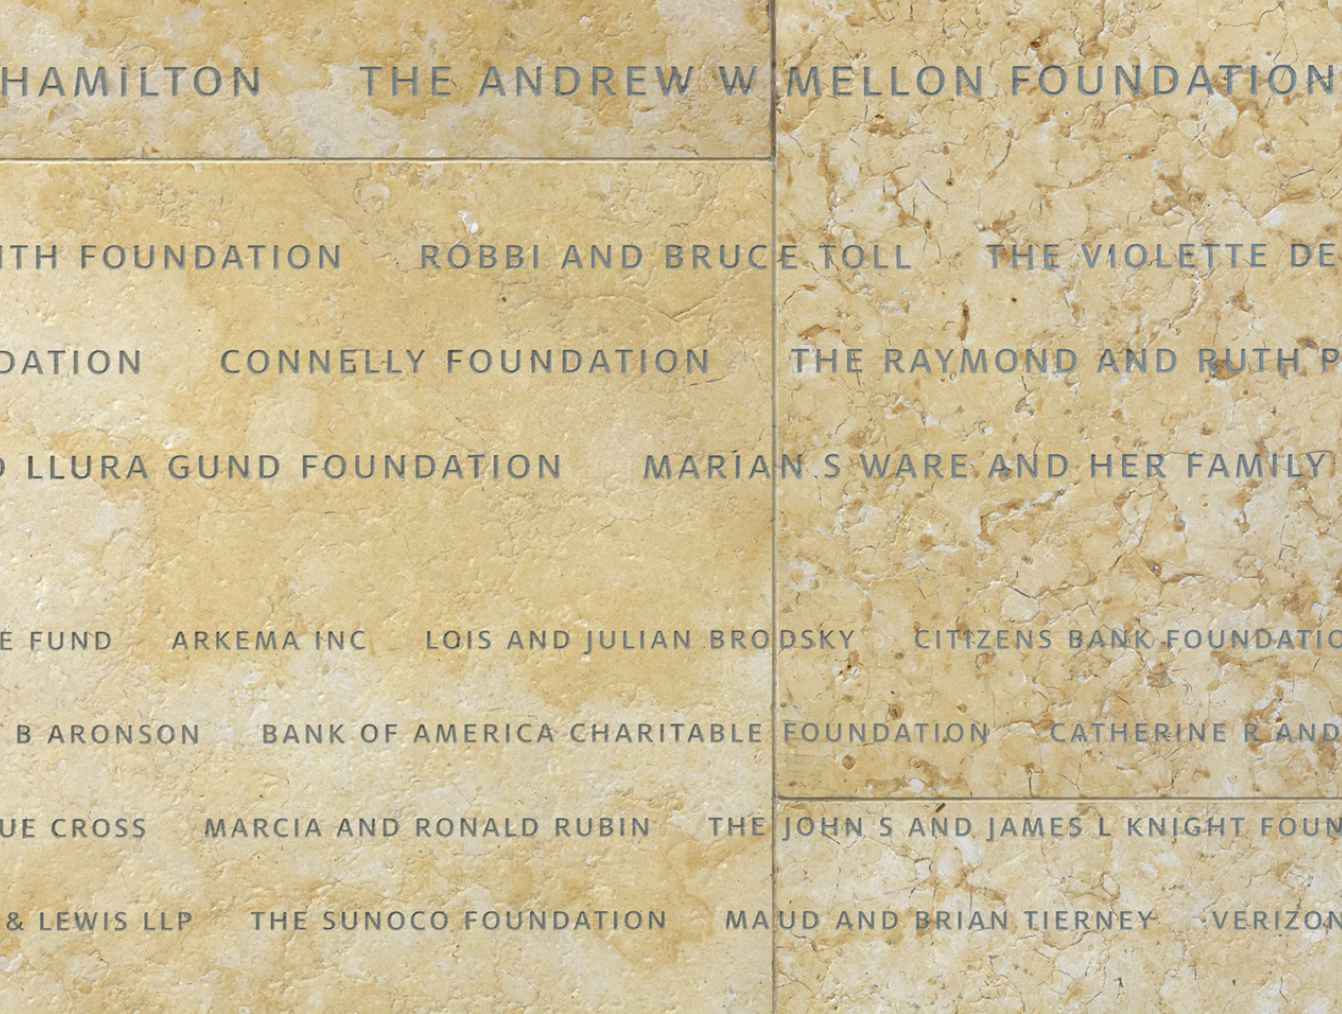 HAMILTON THE ANDREW W MELLON FOUNDATION
ITH FOUNDATION ROBBI AND BRUCE TOLL THE VIOLETTE DE
DATION CONNELLY FOUNDATION THE RAYMOND AND RUTH P
D LLURA GUND FOUNDATION MARIAN S WARE AND HER FAMILY
E FUND ARKEMA INC LOIS AND JULIAN BRODSKY CITIZENS BANK FOUNDATIO
B ARONSON BANK OF AMERICA CHARITABLE FOUNDATION CATHERINE R AND
UE CROSS MARCIA AND RONALD RUBIN THE JOHN S AND JAMES L KNIGHT FOUN
& LEWIS LLP THE SUNOCO FOUNDATION MAUD AND BRIAN TIERNEY VERIZON